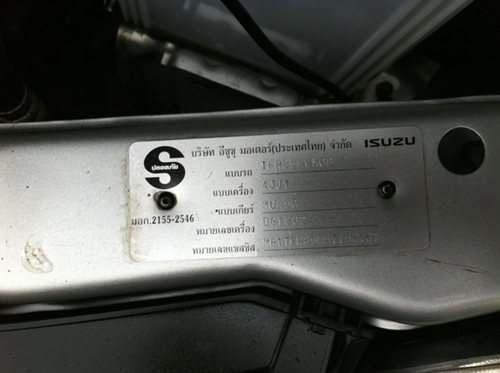 บริษัท อีซูซุ มอเตอร์(ประเทศไทย) จำกัด ISUZU
S
ปลอดภัย
แบบรถ
แบบเครื่อง 4JJ1
แบบเกียร์
มอก.2155-2546
หมายเลขเครื่อง
หมายเลขแชสซิส